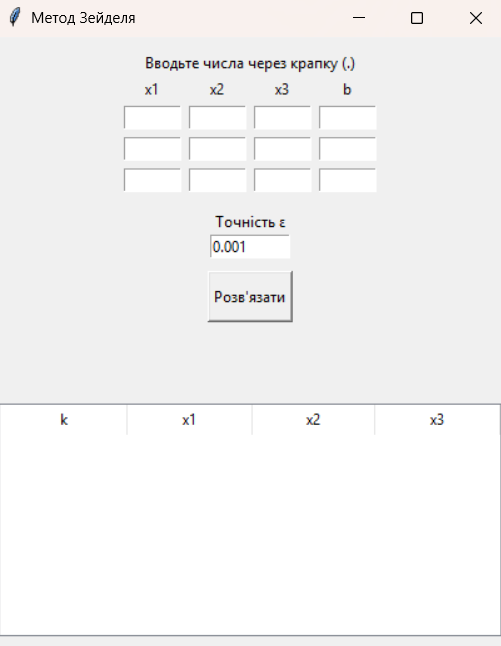 Метод Зейделя
Вводьте числа через крапку (.)
x1 x2 x3 b
Точність ε
0.001
Розв'язати
k x1 x2 x3